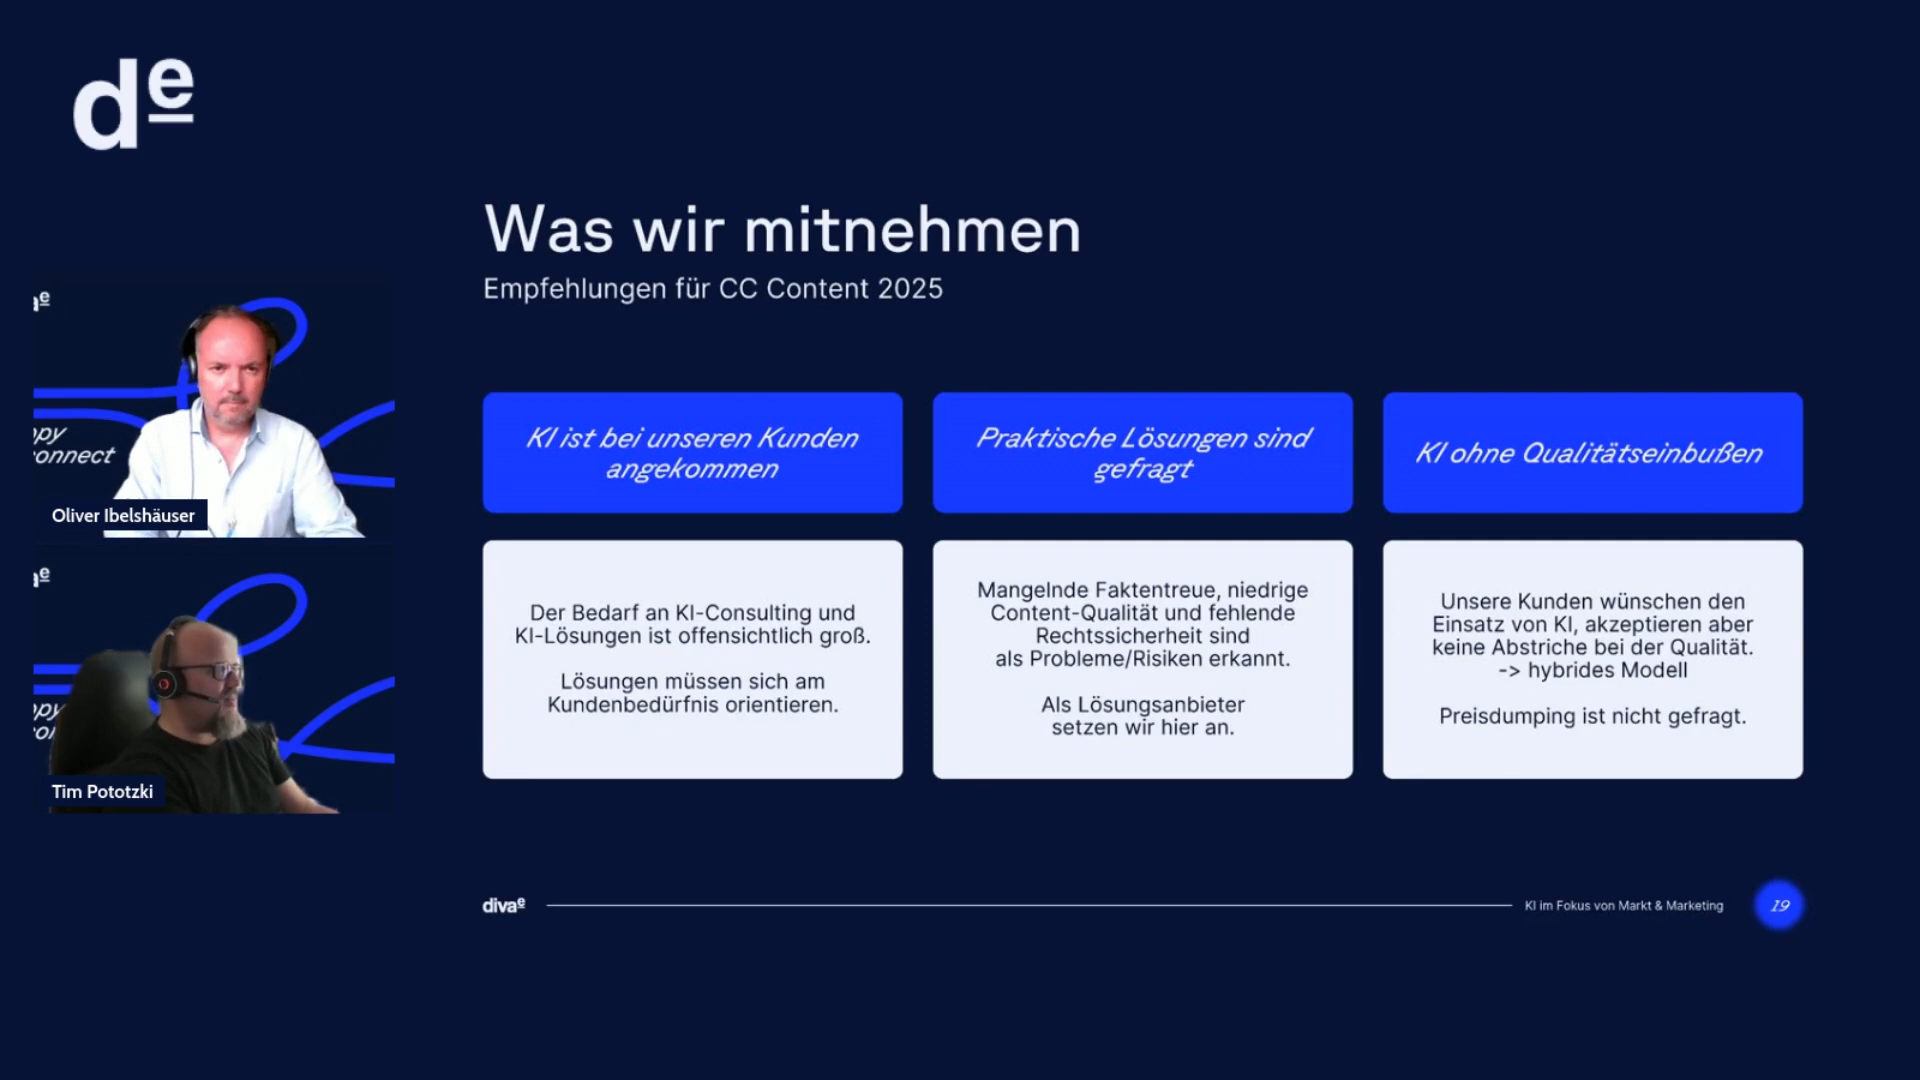 de
Was wir mitnehmen
Empfehlungen für CC Content 2025
KI ist bei unseren Kunden
angekommen
Der Bedarf an KI-Consulting und
KI-Lösungen ist offensichtlich groß.
Lösungen müssen sich am
Kundenbedürfnis orientieren.
Praktische Lösungen sind
gefragt
Mangelnde Faktentreue, niedrige
Content-Qualität und fehlende
Rechtssicherheit sind
als Probleme/Risiken erkannt.
Als Lösungsanbieter
setzen wir hier an.
KI ohne Qualitätseinbußen
Unsere Kunden wünschen den
Einsatz von KI, akzeptieren aber
keine Abstriche bei der Qualität.
-> hybrides Modell
Preisdumping ist nicht gefragt.
Oliver Ibelshäuser
Tim Pototzki
divae
KI im Fokus von Markt & Marketing
19